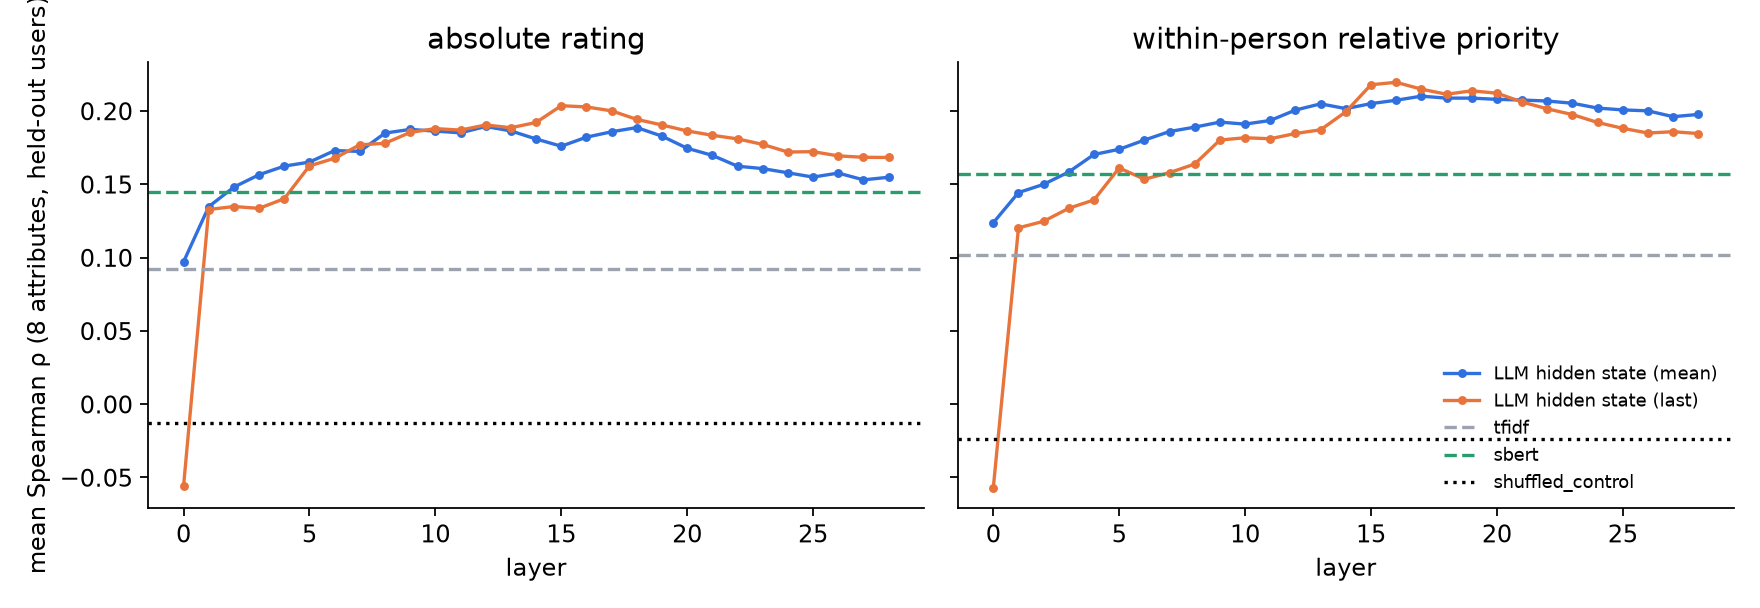 absolute rating
within-person relative priority
mean Spearman ρ (8 attributes, held-out users)
0.20
0.15
0.10
0.05
0.00
−0.05
0 5 10 15 20 25
0 5 10 15 20 25
layer
layer
LLM hidden state (mean)
LLM hidden state (last)
tfidf
sbert
shuffled_control